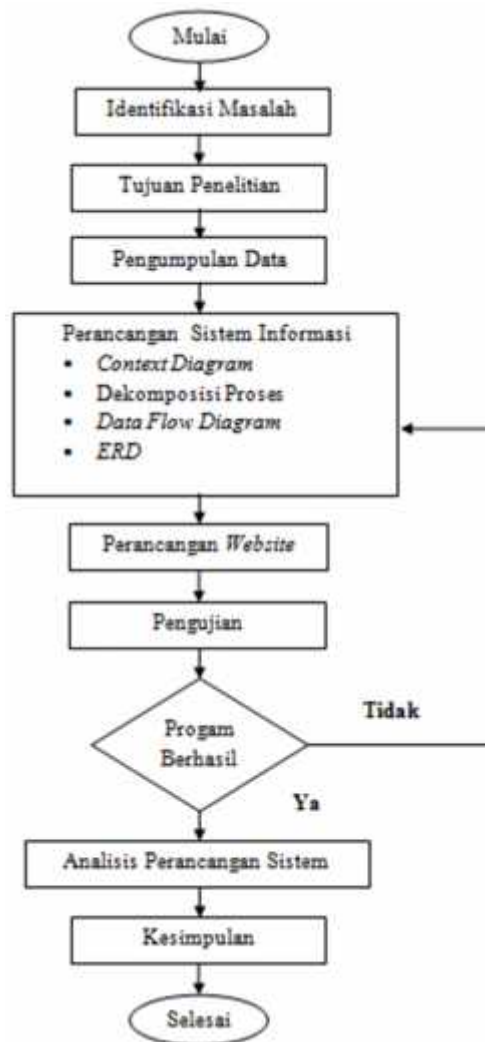 Mulai
Identifikasi Masalah
Tujuan Penelitian
Pengumpulan Data
Perancangan Sistem Informasi
• Context Diagram
• Dekomposisi Proses
• Data Flow Diagram
• ERD
Perancangan Website
Pengujian
Progam
Berhasil
Tidak
Ya
Analisis Perancangan Sistem
Kesimpulan
Selesai